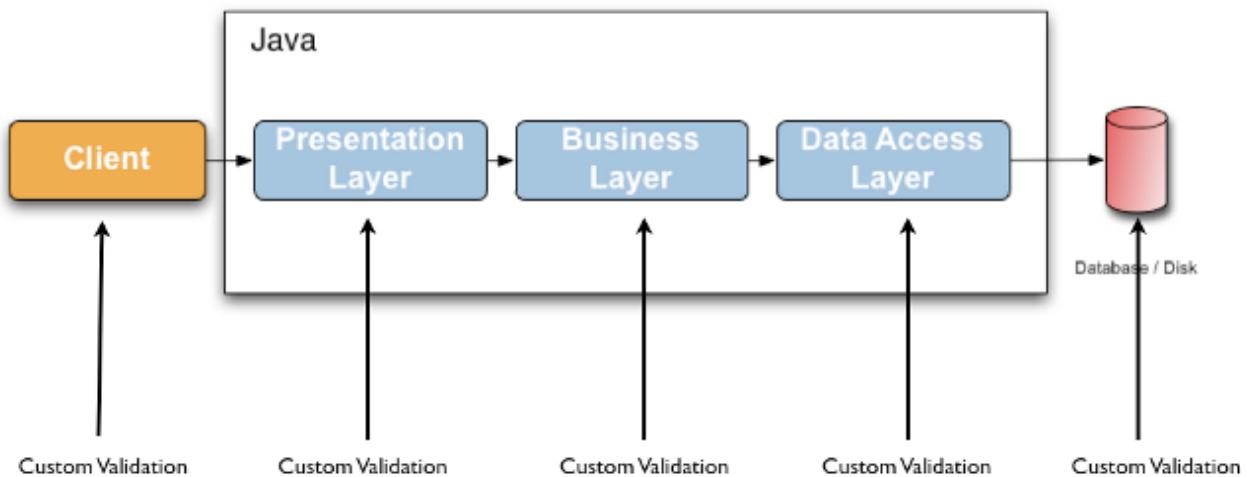 Java
Client
Presentation
Layer
Business
Layer
Data Access
Layer
Database / Disk
Custom Validation
Custom Validation
Custom Validation
Custom Validation
Custom Validation